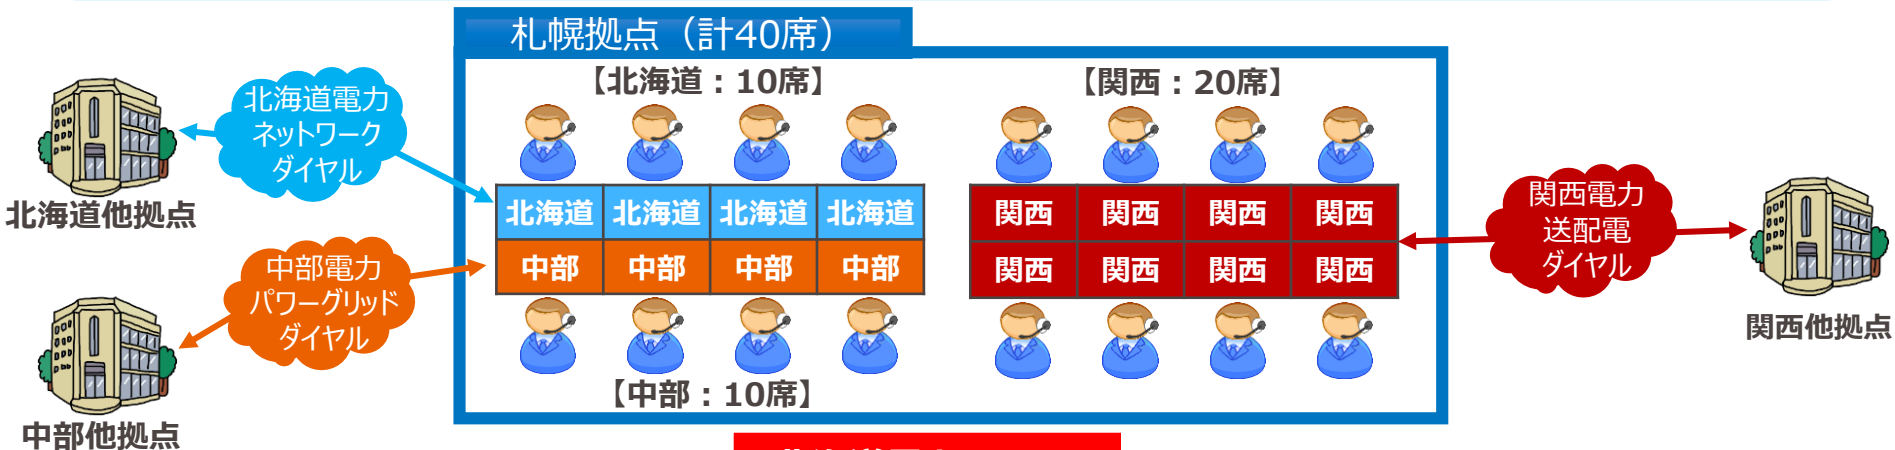 札幌拠点（計40席）
【北海道：10席】
【関西：20席】
北海道電力
ネットワーク
ダイヤル
北海道他拠点
北海道 北海道 北海道 北海道
中部 中部 中部 中部
関西 関西 関西 関西
関西 関西 関西 関西
関西電力
送配電
ダイヤル
関西他拠点
中部電力
パワーグリッド
ダイヤル
中部他拠点
【中部：10席】